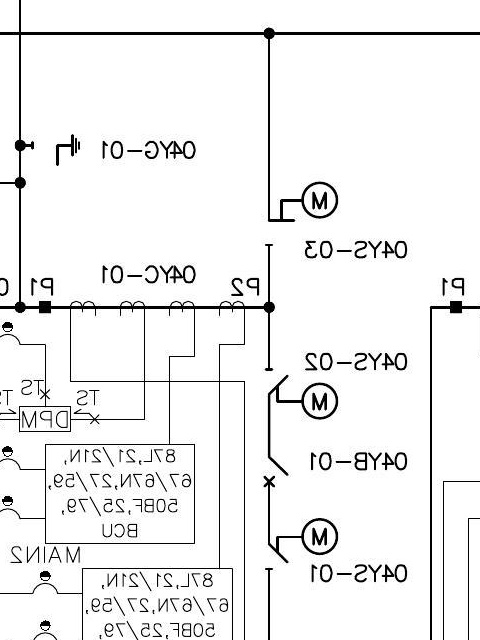 04YG-01
M
04YS-03
04YC-01
P1
P2
P1
04YS-02
M
TS
TS
TS
DPM
04YB-01
87L,21/21N,
67/67N,27/59,
50BF,25/79,
BCU
M
MAIN2
04YS-01
87L,21/21N,
67/67N,27/59,
50BF,25/79,